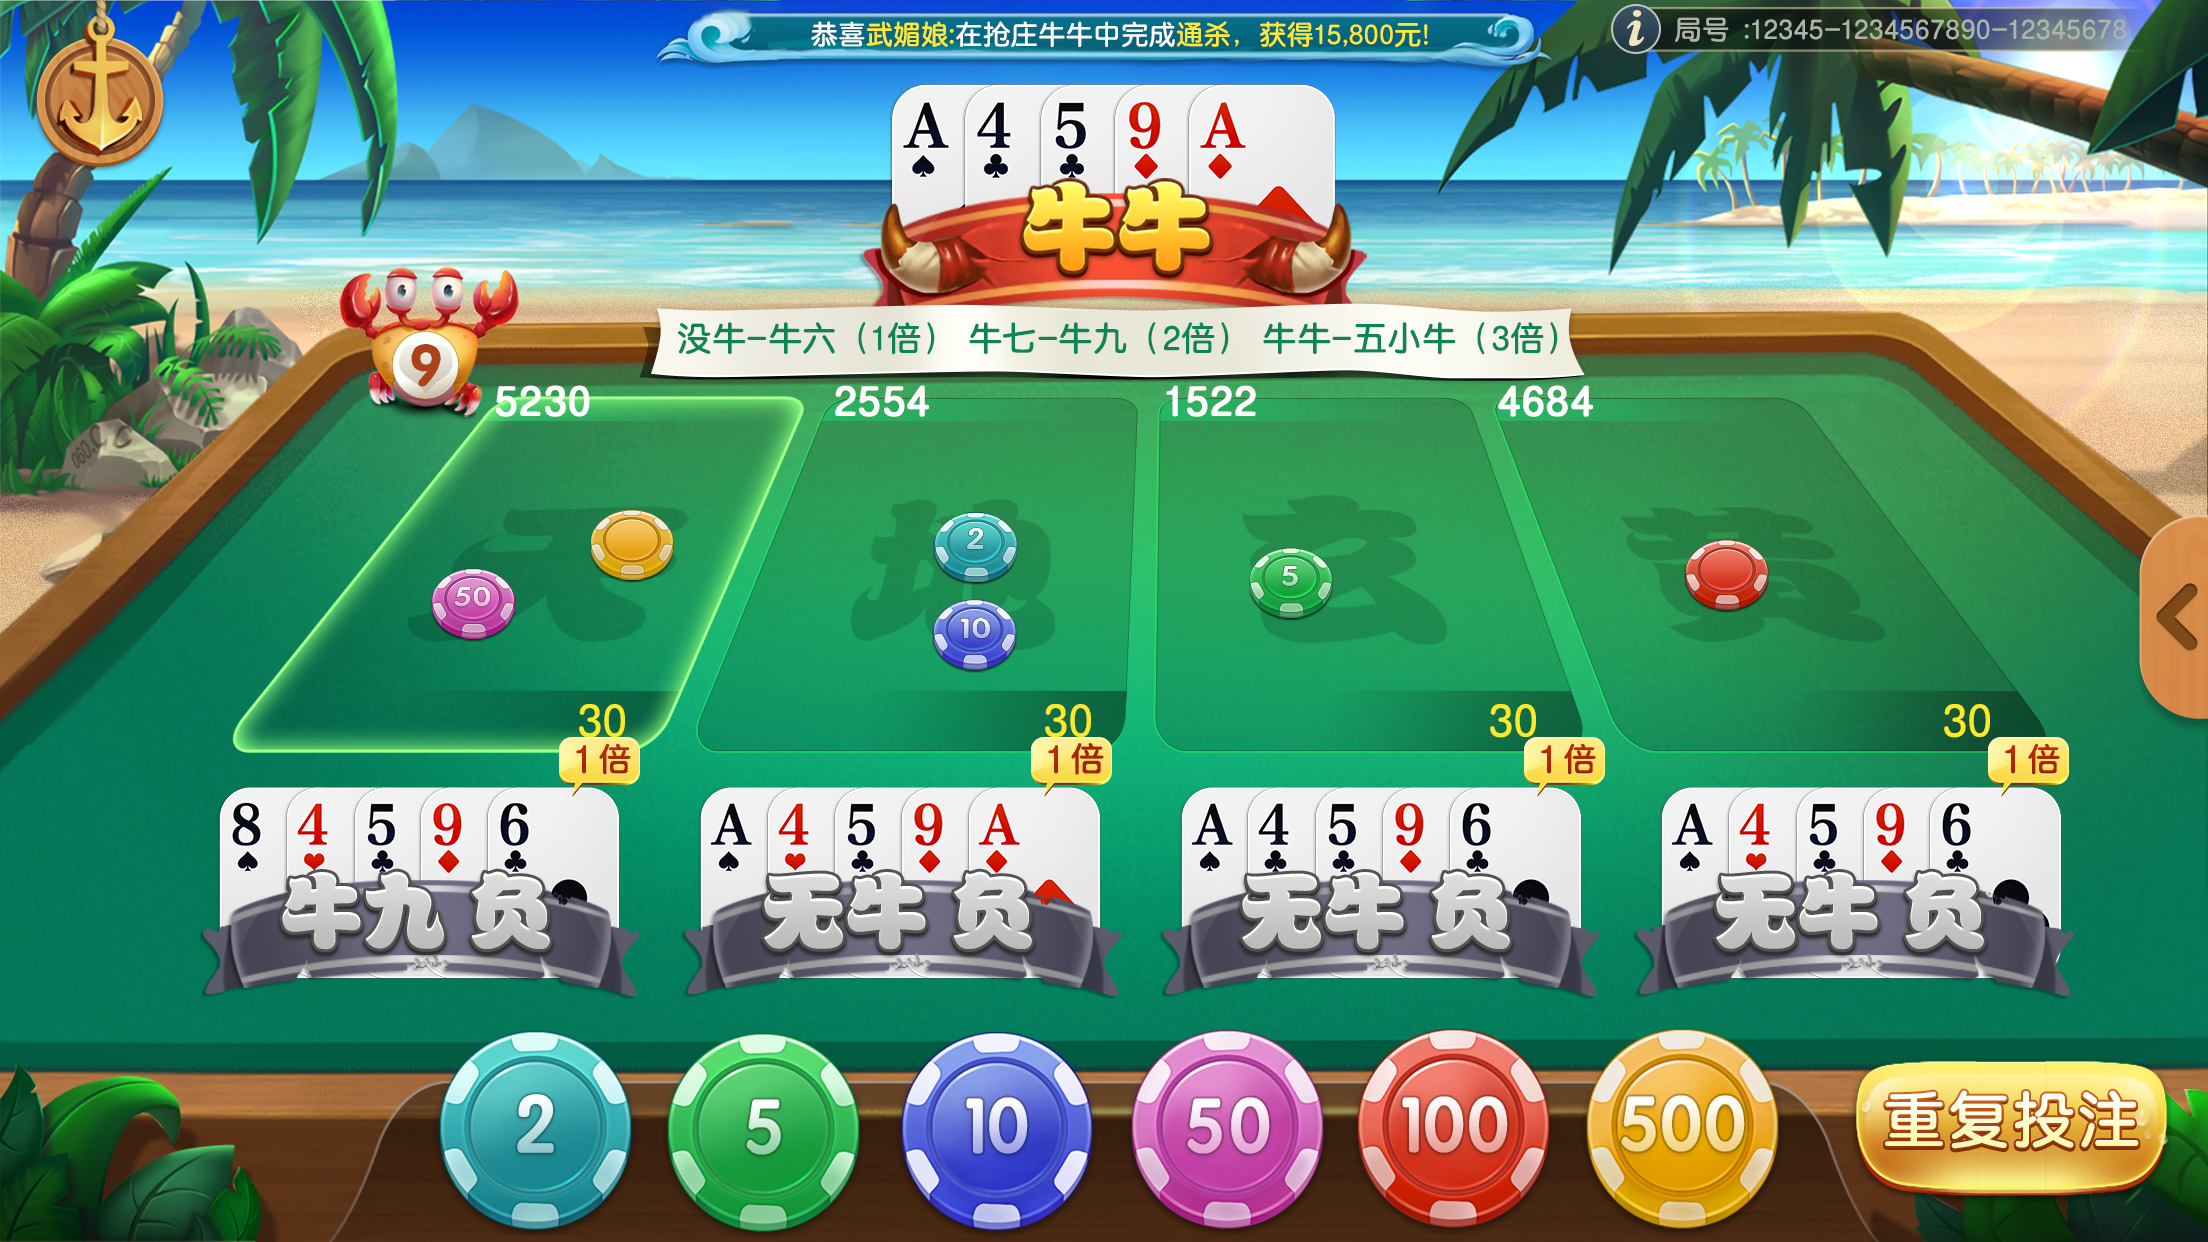 恭喜武媚娘:在抢庄牛牛中完成通杀，获得15,800元!
局号 :12345-1234567890-12345678
A 4 5 9 A
牛牛
没牛-牛六（1倍） 牛七-牛九（2倍） 牛牛-五小牛（3倍）
9
5230 2554 1522 4684
天 地 玄 黄
2
50 5
10
30 30 30 30
1倍 1倍 1倍 1倍
8 4 5 9 6 A 4 5 9 A A 4 5 9 6 A 4 5 9 6
牛九 负 无牛 负 无牛 负 无牛 负
2 5 10 50 100 500 重复投注